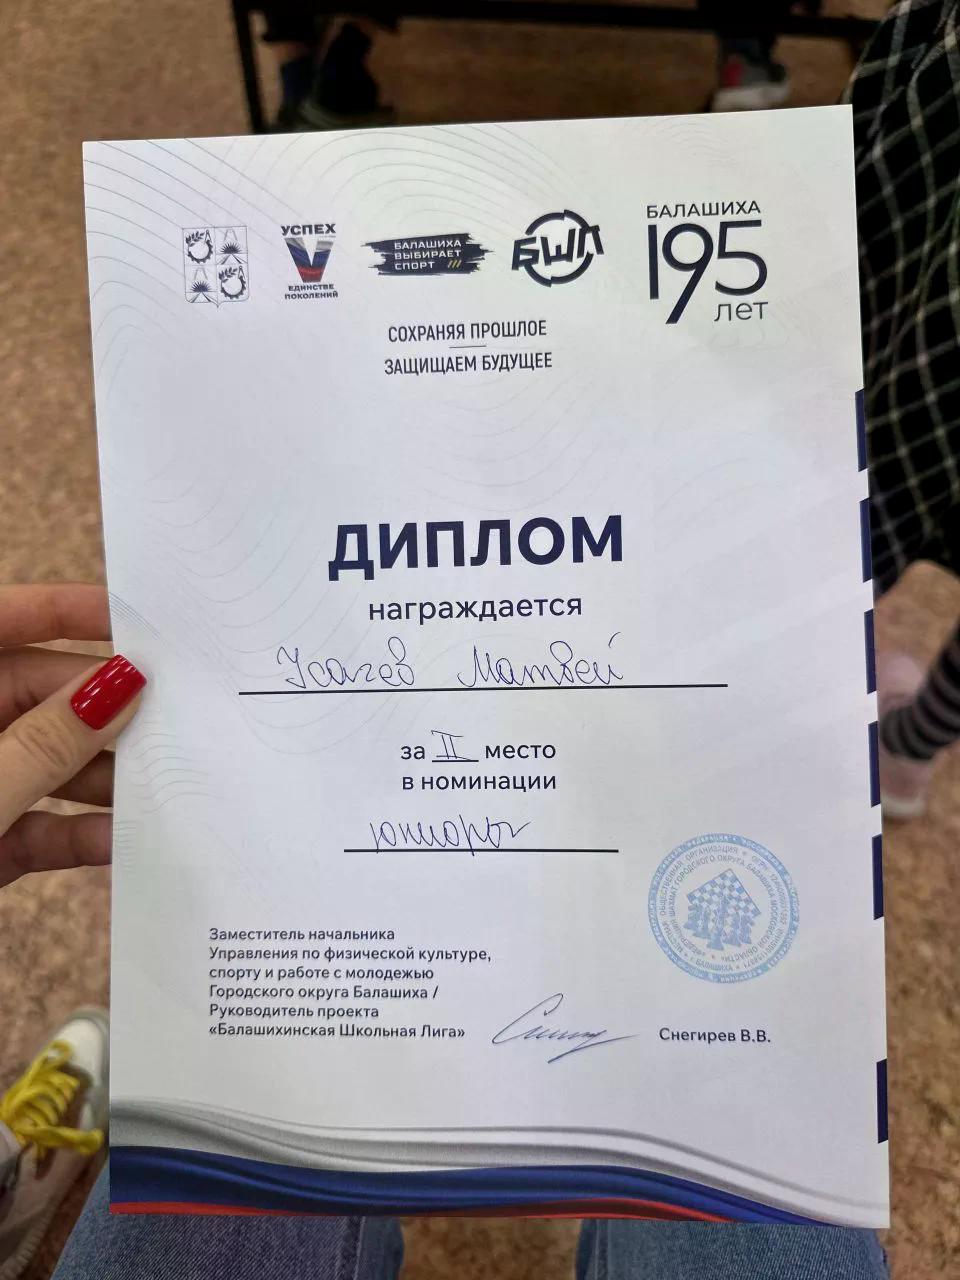 УСПЕХ
В ЕДИНСТВЕ
ПОКОЛЕНИЙ
БАЛАШИХА
ВЫБИРАЕТ
СПОРТ
БШЛ
БАЛАШИХА
195
лет
СОХРАНЯЯ ПРОШЛОЕ
ЗАЩИЩАЕМ БУДУЩЕЕ
ДИПЛОМ
награждается
Усачев Матвей
за II место
в номинации
юниоры
Заместитель начальника
Управления по физической культуре,
спорту и работе с молодежью
Городского округа Балашиха /
Руководитель проекта
«Балашихинская Школьная Лига»
Снегирев В.В.